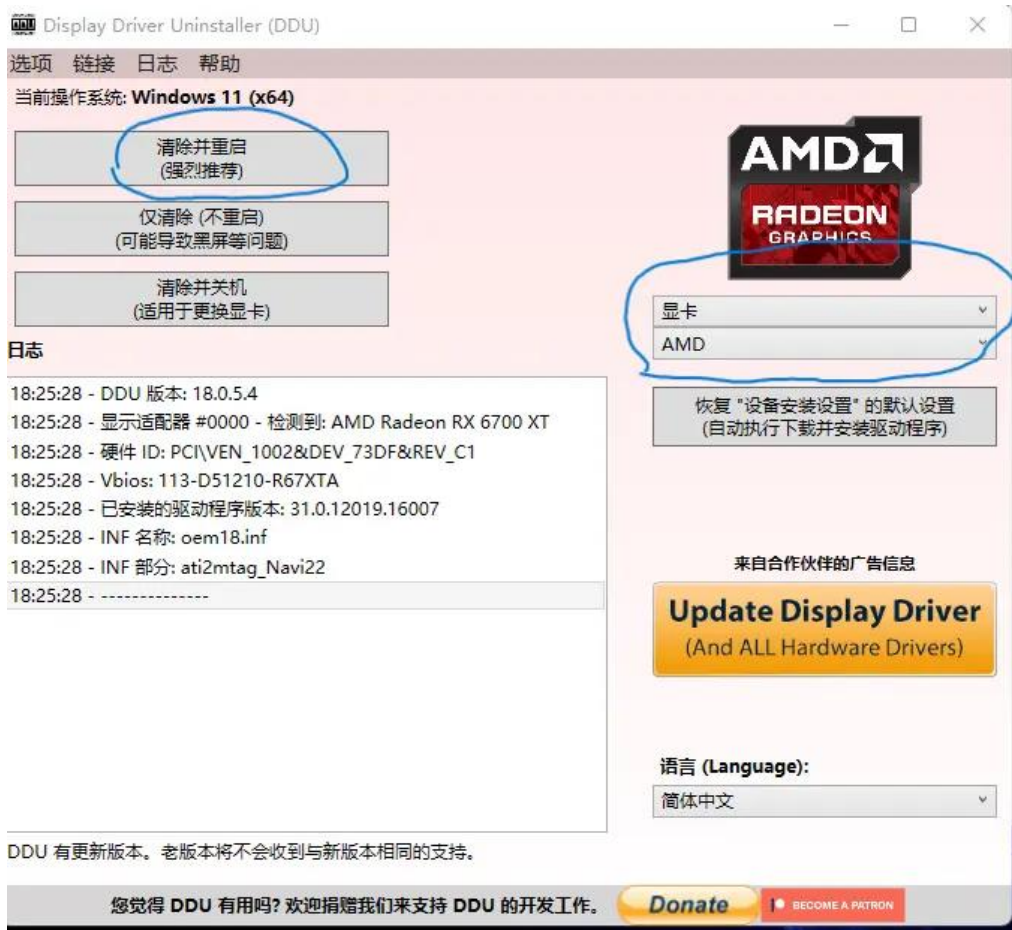 Display Driver Uninstaller (DDU)
选项 链接 日志 帮助
当前操作系统: Windows 11 (x64)
清除并重启
(强烈推荐)
仅清除 (不重启)
(可能导致黑屏等问题)
清除并关机
(适用于更换显卡)
AMD
RADEON
GRAPHICS
显卡
AMD
恢复 "设备安装设置" 的默认设置
(自动执行下载并安装驱动程序)
日志
18:25:28 - DDU 版本: 18.0.5.4
18:25:28 - 显示适配器 #0000 - 检测到: AMD Radeon RX 6700 XT
18:25:28 - 硬件 ID: PCI\VEN_1002&DEV_73DF&REV_C1
18:25:28 - Vbios: 113-D51210-R67XTA
18:25:28 - 已安装的驱动程序版本: 31.0.12019.16007
18:25:28 - INF 名称: oem18.inf
18:25:28 - INF 部分: ati2mtag_Navi22
18:25:28 - --------------
来自合作伙伴的广告信息
Update Display Driver
(And ALL Hardware Drivers)
语言 (Language):
简体中文
DDU 有更新版本。老版本将不会收到与新版本相同的支持。
您觉得 DDU 有用吗? 欢迎捐赠我们来支持 DDU 的开发工作。
Donate
BECOME A PATRON